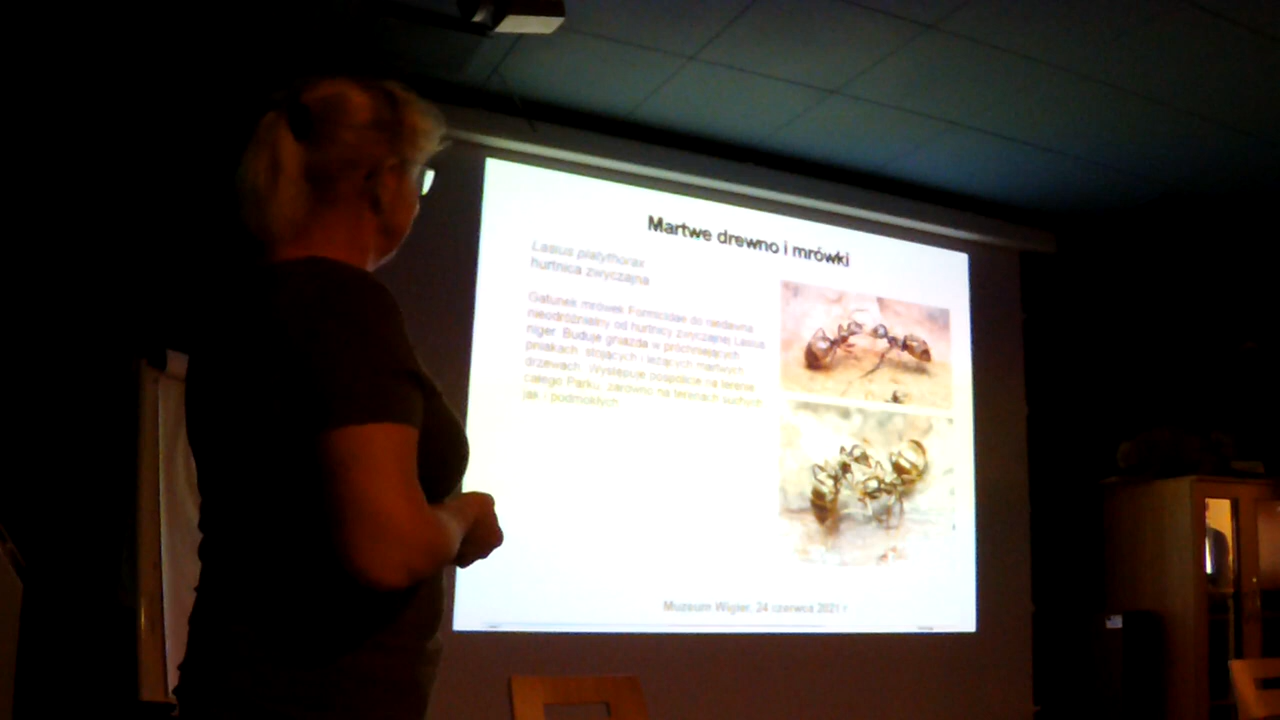 Martwe drewno i mrówki
Lasius platythorax
hurtnica zwyczajna
Gatunek mrówek Formicidae do niedawna
nieodróżnialny od hurtnicy zwyczajnej Lasius
niger. Buduje gniazda w próchniejących
pniakach, stojących i leżących martwych
drzewach. Występuje pospolicie na terenie
całego Parku, zarówno na terenach suchych
jak i podmokłych.
Muzeum Wigier, 24 czerwca 2021 r.